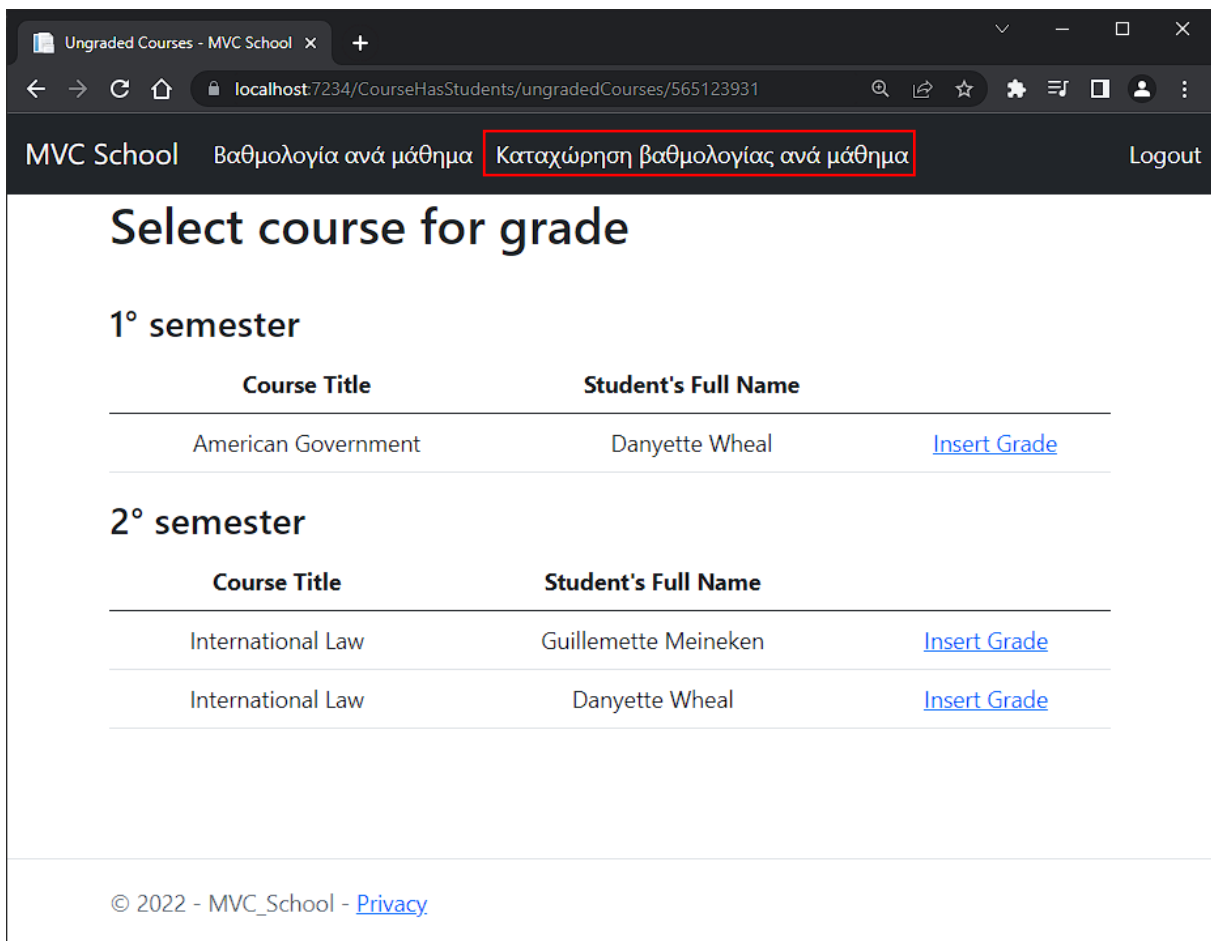 Ungraded Courses - MVC School
localhost:7234/CourseHasStudents/ungradedCourses/565123931
MVC School Βαθμολογία ανά μάθημα Καταχώρηση βαθμολογίας ανά μάθημα Logout
Select course for grade
1° semester
Course Title Student's Full Name
American Government Danyette Wheal Insert Grade
2° semester
Course Title Student's Full Name
International Law Guillemette Meineken Insert Grade
International Law Danyette Wheal Insert Grade
© 2022 - MVC_School - Privacy